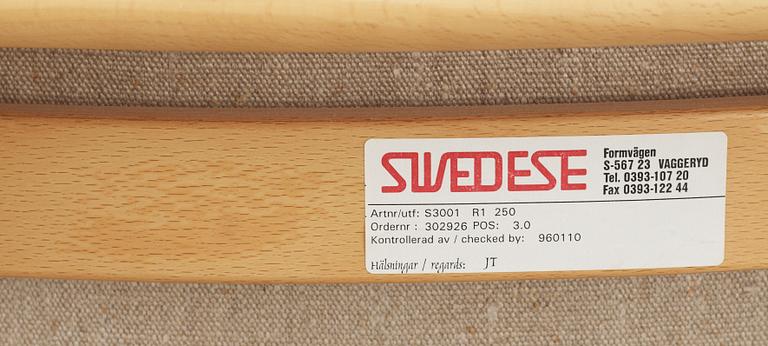 SWEDESE
Formvägen
S-567 23 VAGGERYD
Tel. 0393-107 20
Fax 0393-122 44
Artnr/utf: S3001 R1 250
Ordernr : 302926 POS: 3.0
Kontrollerad av / checked by: 960110
Hälsningar / regards: JT